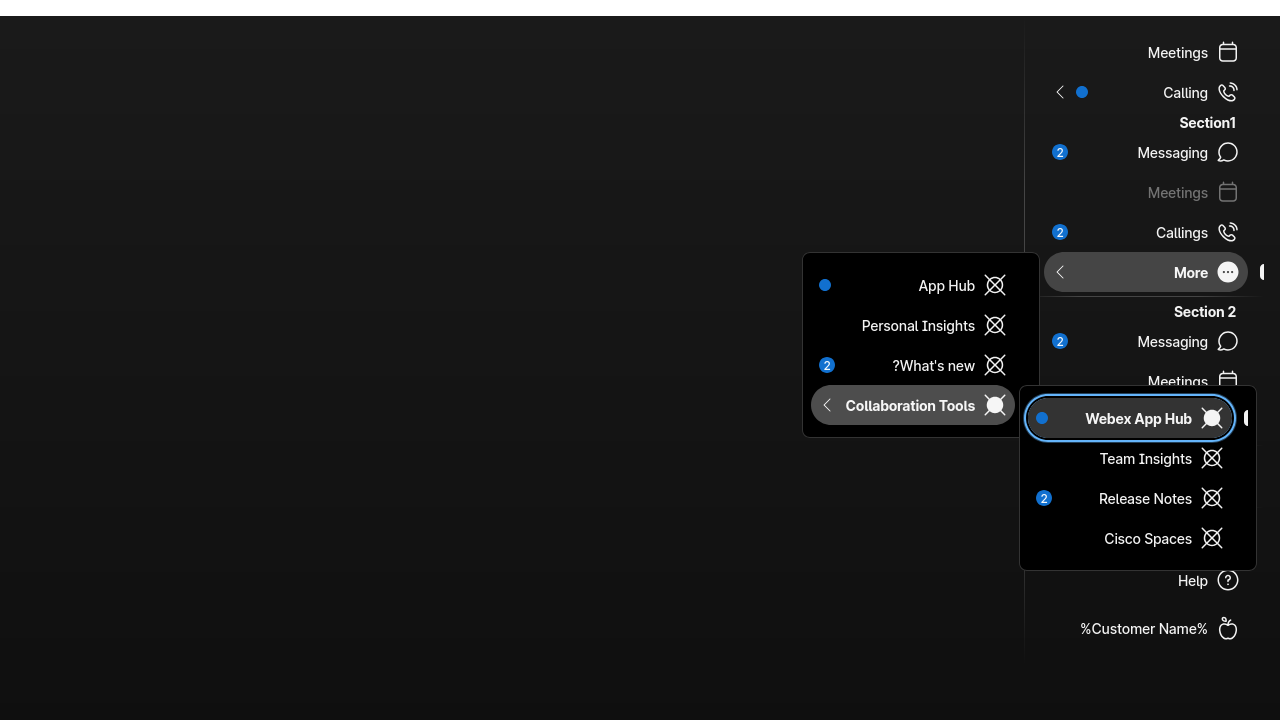 Meetings
Calling
Section1
Messaging 2
Meetings
Callings 2
More
Section 2
Messaging 2
Meetings
App Hub
Personal Insights
?What's new 2
Collaboration Tools
Webex App Hub
Team Insights
Release Notes 2
Cisco Spaces
Help
%Customer Name%